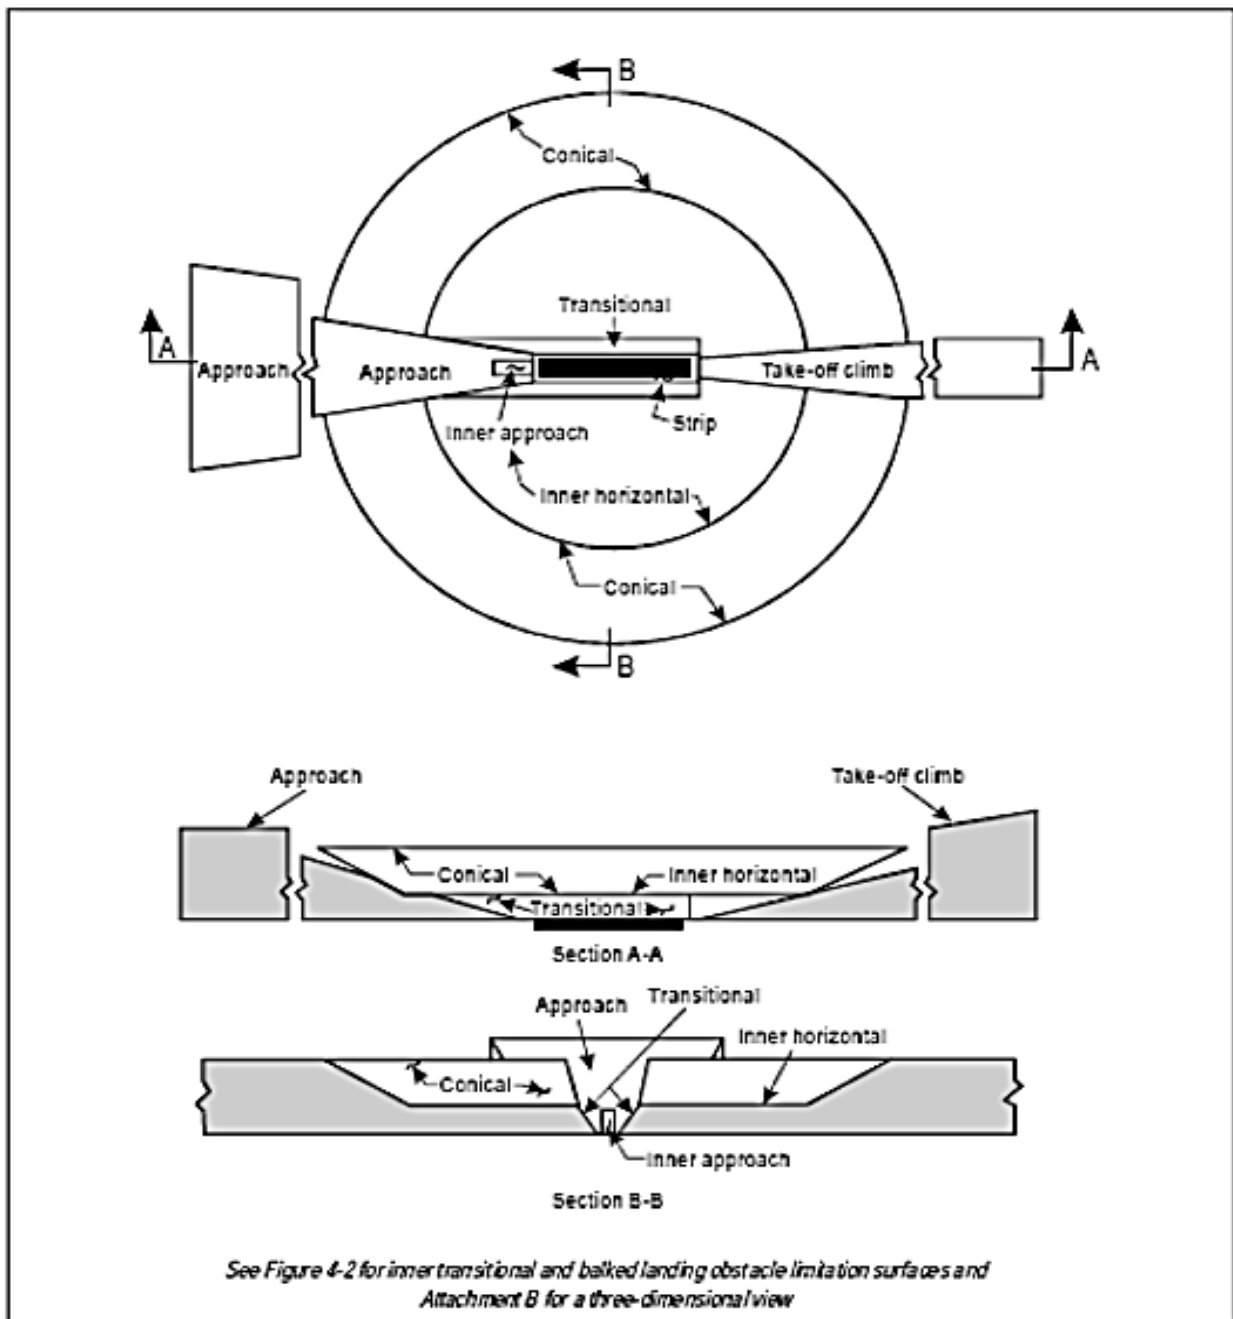 B
Conical
Transitional
A
Approach
Approach
Take-off climb
A
Inner approach
Strip
Inner horizontal
Conical
B
Approach
Take-off climb
Conical
Inner horizontal
Transitional
Section A-A
Transitional
Approach
Inner horizontal
Conical
Inner approach
Section B-B
See Figure 4-2 for inner transitional and balked landing obstacle limitation surfaces and
Attachment B for a three-dimensional view